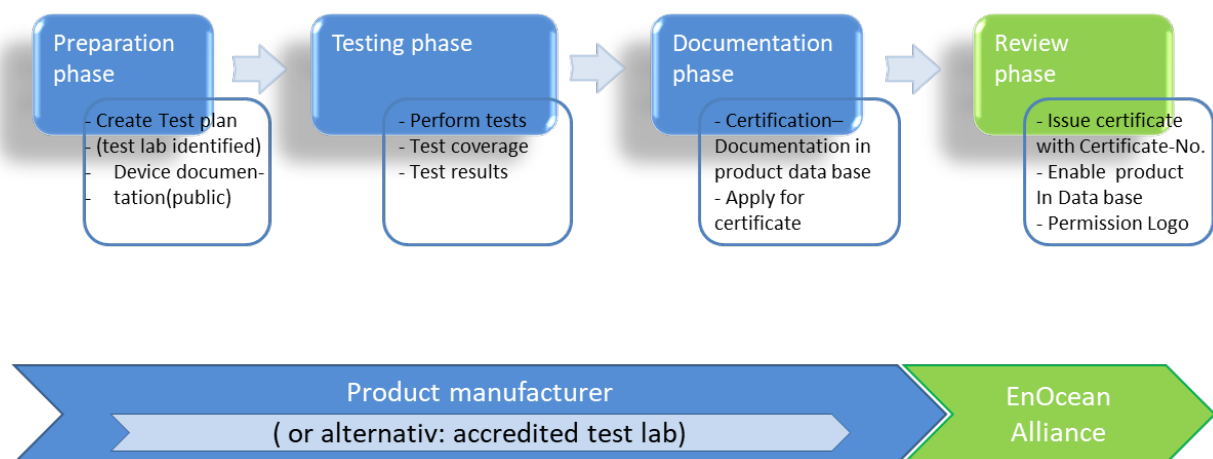 Preparation
phase
- Create Test plan
- (test lab identified)
- Device documen-
- tation(public)
Testing phase
- Perform tests
- Test coverage
- Test results
Documentation
phase
- Certification–
Documentation in
product data base
- Apply for
certificate
Review
phase
- Issue certificate
with Certificate-No.
- Enable product
In Data base
- Permission Logo
Product manufacturer
( or alternativ: accredited test lab)
EnOcean
Alliance